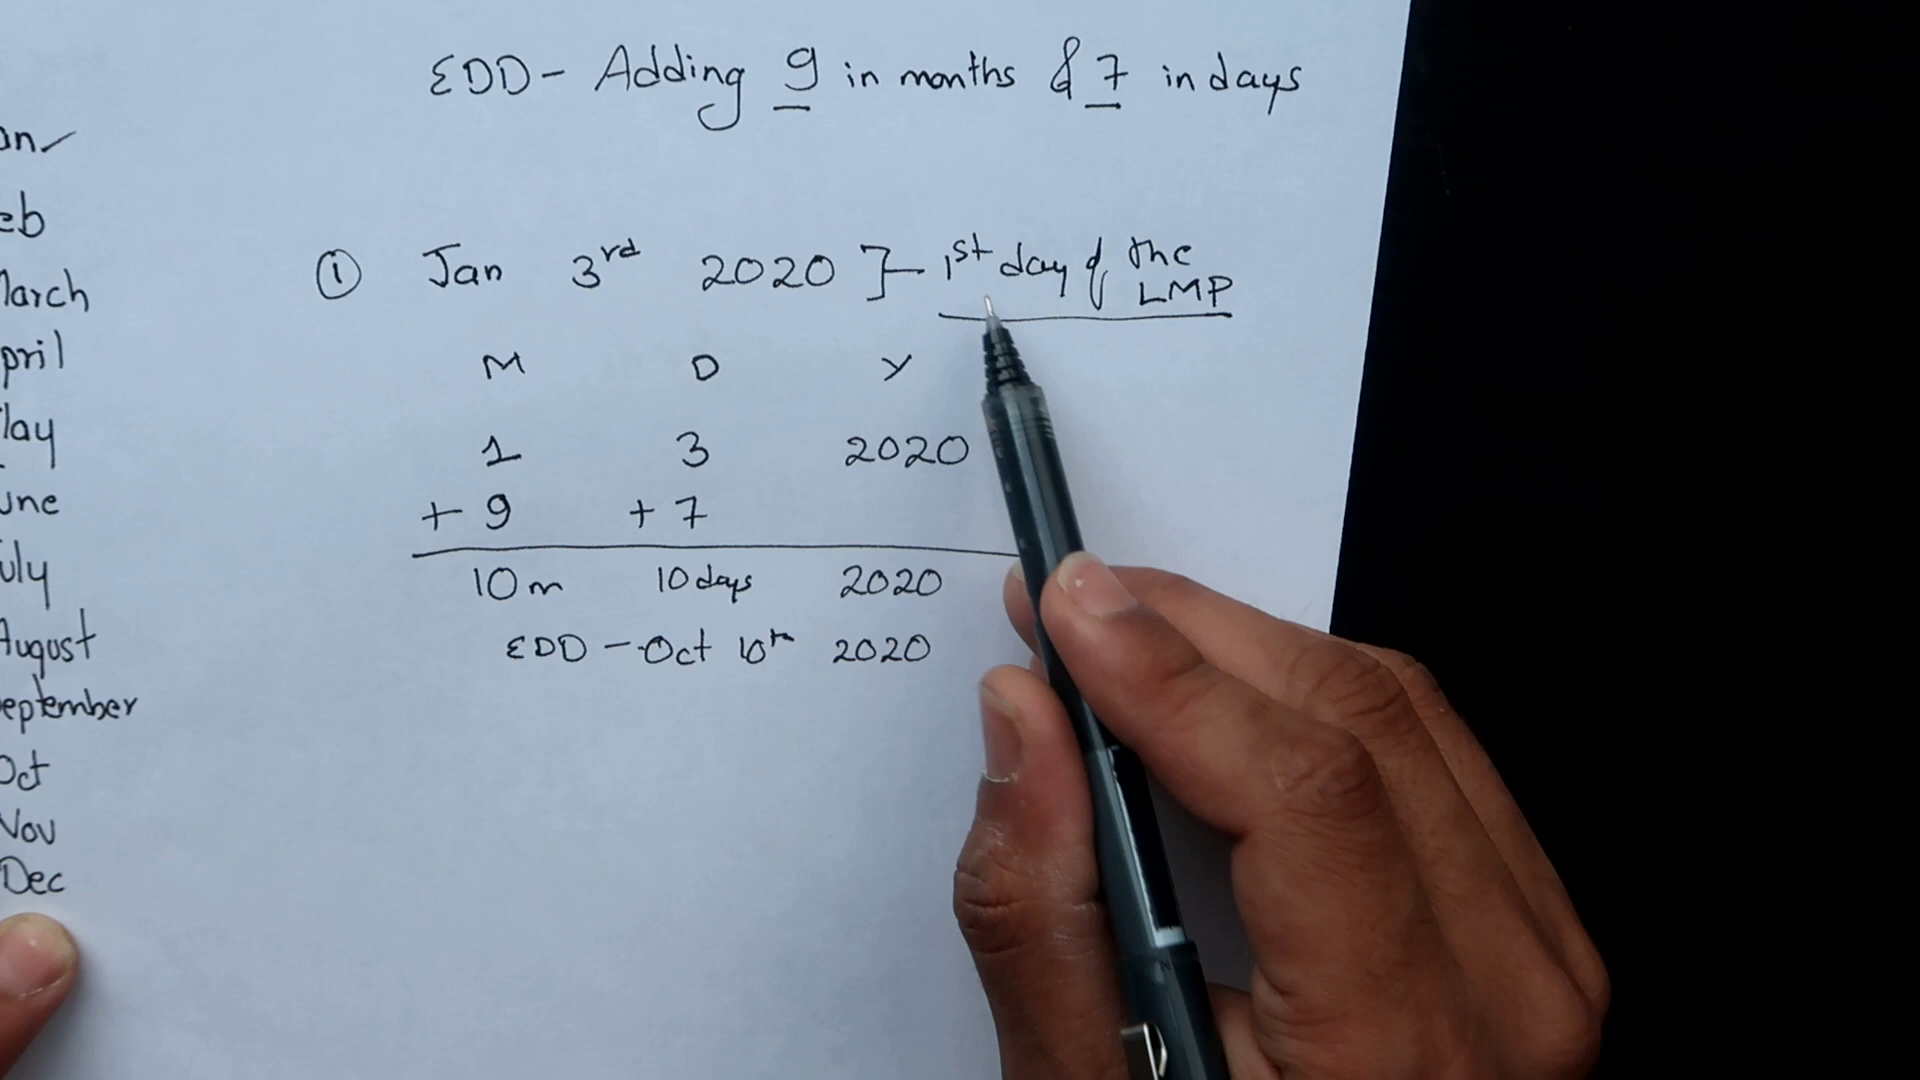 EDD - Adding 9 in months & 7 in days
an ✓
eb
March
pril
May
une
uly
August
eptember
Oct
Nov
Dec
① Jan 3rd 2020 }- 1st day of the LMP
M D Y
1 3 2020
+ 9 + 7
10 m 10 days 2020
EDD - Oct 10th 2020